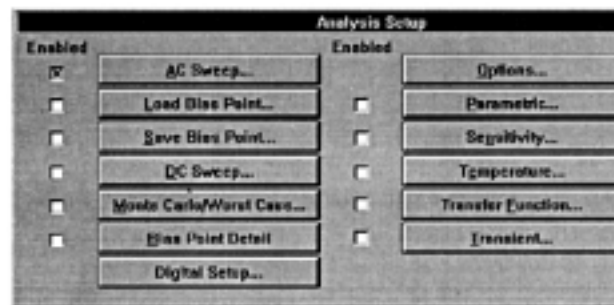 Analysis Setup
Enabled
Enabled
AC Sweep...
Options...
Load Bias Point...
Parametric...
Save Bias Point...
Sensitivity...
DC Sweep...
Temperature...
Monte Carlo/Worst Case...
Transfer Function...
Bias Point Detail
Transient...
Digital Setup...